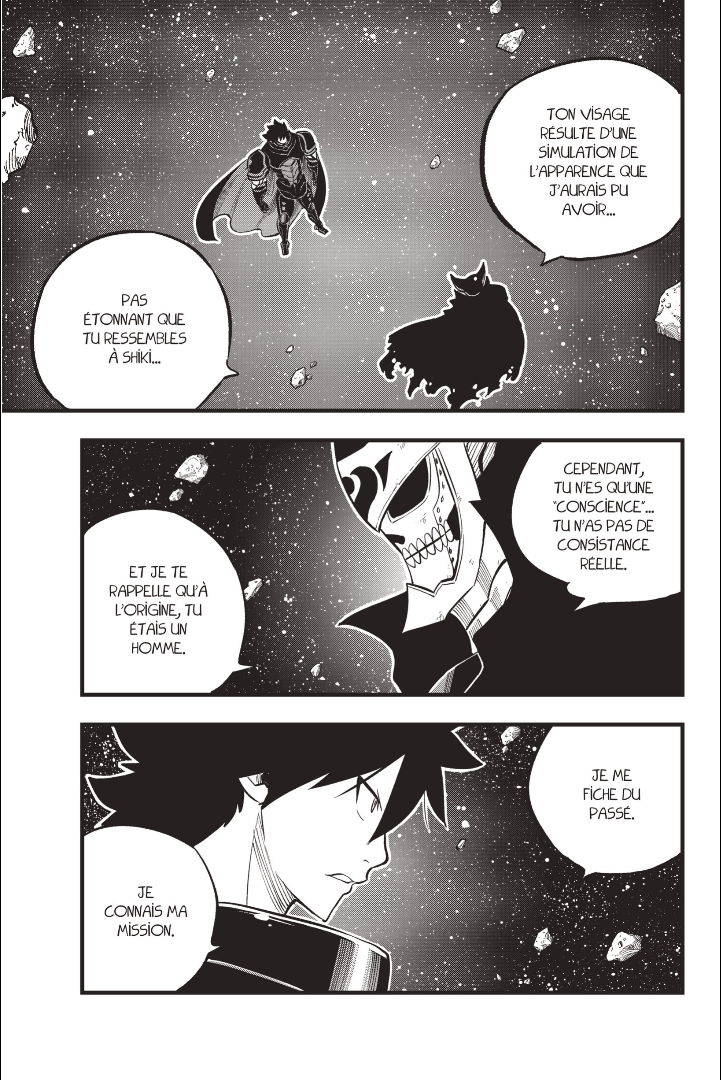 TON VISAGE
RÉSULTE D'UNE
SIMULATION DE
L'APPARENCE QUE
J'AURAIS PU
AVOIR...
PAS
ÉTONNANT QUE
TU RESSEMBLES
À SHIKI...
CEPENDANT,
TU N'ES QU'UNE
"CONSCIENCE"...
TU N'AS PAS DE
CONSISTANCE
RÉELLE.
ET JE TE
RAPPELLE QU'À
L'ORIGINE, TU
ÉTAIS UN
HOMME.
JE ME
FICHE DU
PASSÉ.
JE
CONNAIS MA
MISSION.